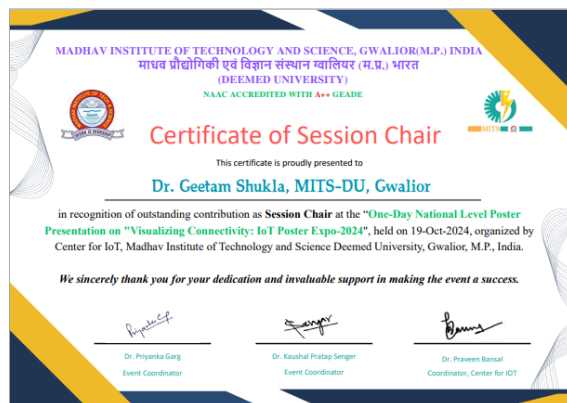 MADHAV INSTITUTE OF TECHNOLOGY AND SCIENCE, GWALIOR(M.P.) INDIA
माधव प्रौद्योगिकी एवं विज्ञान संस्थान ग्वालियर (म.प्र.) भारत
(DEEMED UNIVERSITY)
NAAC ACCREDITED WITH A++ GEADE
MITS
Certificate of Session Chair
This certificate is proudly presented to
Dr. Geetam Shukla, MITS-DU, Gwalior
in recognition of outstanding contribution as Session Chair at the "One-Day National Level Poster
Presentation on "Visualizing Connectivity: IoT Poster Expo-2024", held on 19-Oct-2024, organized by
Center for IoT, Madhav Institute of Technology and Science Deemed University, Gwalior, M.P., India.
We sincerely thank you for your dedication and invaluable support in making the event a success.
Dr. Priyanka Garg
Event Coordinator
Dr. Kaushal Pratap Senger
Event Coordinator
Dr. Praveen Bansal
Coordinator, Center for IOT